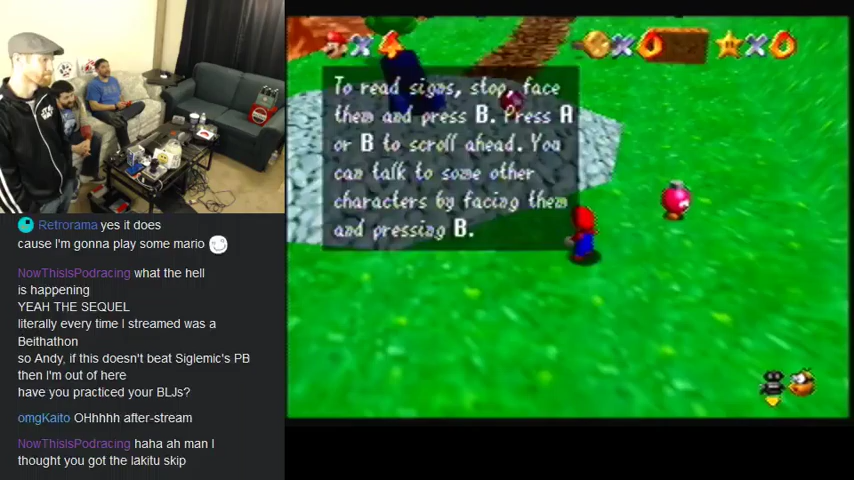 To read signs, stop, face
them and press B. Press A
or B to scroll ahead. You
can talk to some other
characters by facing them
and pressing B.
Retrorama yes it does
cause I'm gonna play some mario
NowThisIsPodracing what the hell
is happening
YEAH THE SEQUEL
literally every time I streamed was a
Beithathon
so Andy, if this doesn't beat Siglemic's PB
then I'm out of here
have you practiced your BLJs?
omgKaito OHhhhh after-stream
NowThisIsPodracing haha ah man I
thought you got the lakitu skip